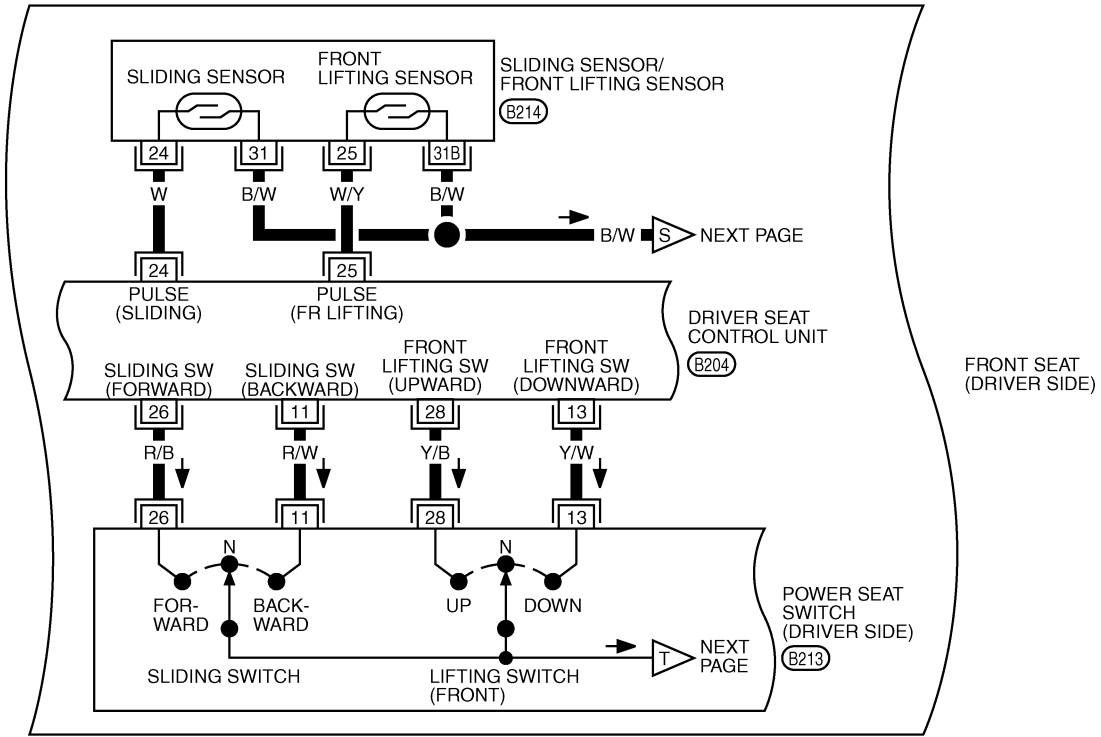 FRONT
SLIDING SENSOR LIFTING SENSOR
SLIDING SENSOR/
FRONT LIFTING SENSOR
B214
24 31 25 31B
W B/W W/Y B/W
B/W S NEXT PAGE
24 25
PULSE
(SLIDING)
PULSE
(FR LIFTING)
DRIVER SEAT
CONTROL UNIT
B204
SLIDING SW
(FORWARD)
SLIDING SW
(BACKWARD)
FRONT
LIFTING SW
(UPWARD)
FRONT
LIFTING SW
(DOWNWARD)
FRONT SEAT
(DRIVER SIDE)
26 11 28 13
R/B R/W Y/B Y/W
26 11 28 13
N N
FOR-
WARD
BACK-
WARD
UP DOWN
POWER SEAT
SWITCH
(DRIVER SIDE)
B213
T NEXT
PAGE
SLIDING SWITCH
LIFTING SWITCH
(FRONT)